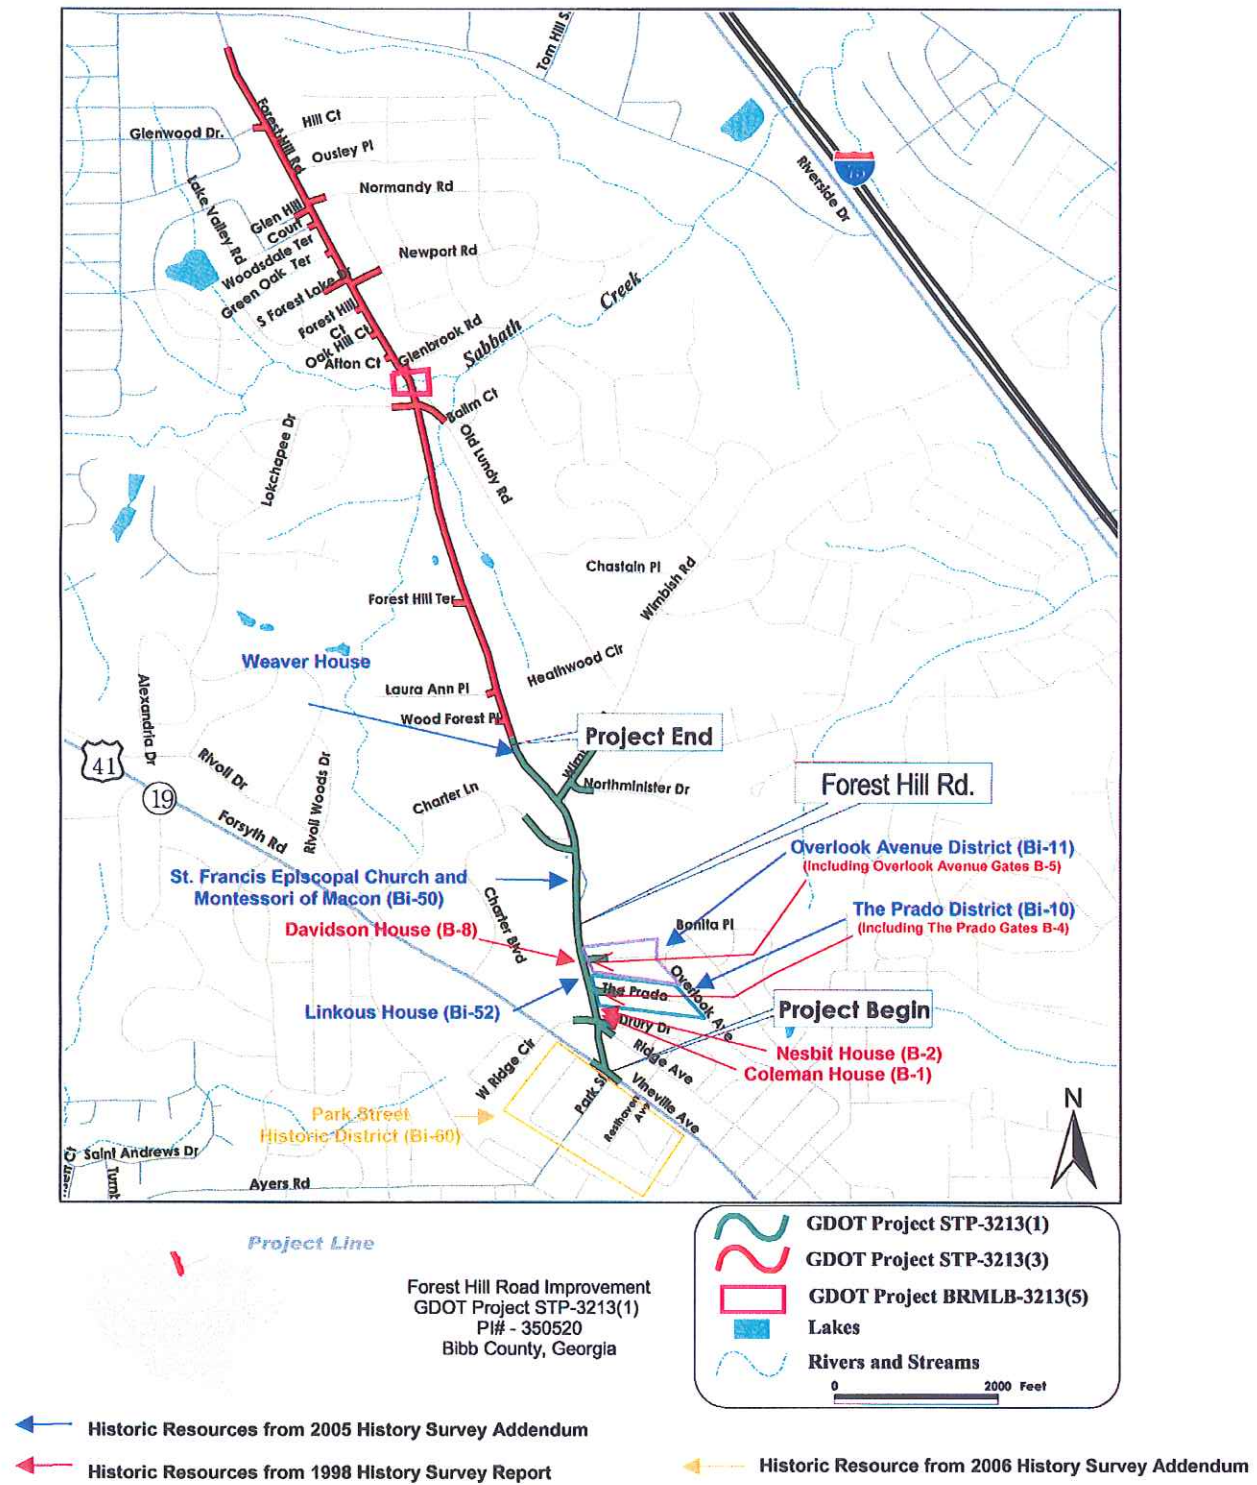 Tom Hill S.
Forest Hill Rd
Hill Ct
Glenwood Dr.
Ousley Pl
Normandy Rd
Lake Valley Rd
Glen Hill
Court
Woodsdale Ter
Green Oak Ter
S Forest Lake Dr
Newport Rd
Riverside Dr
75
Forest Hill
Ct
Oak Hill Ct
Afton Ct
Glenbrook Rd
Sabbath
Creek
Ballm Ct
Old Lundy Rd
Lokchapee Dr
Chastain Pl
Wimbish Rd
Forest Hill Ter
Heathwood Cir
Weaver House
Laura Ann Pl
Wood Forest Pl
Project End
Alexandria Dr
41
19
Rivoli Dr
Rivoli Woods Dr
Forsyth Rd
Charter Ln
Wim
Northminister Dr
Forest Hill Rd.
Overlook Avenue District (Bi-11)
(Including Overlook Avenue Gates B-5)
St. Francis Episcopal Church and
Montessori of Macon (Bi-50)
Charter Blvd
The Prado District (Bi-10)
(Including The Prado Gates B-4)
Davidson House (B-8)
Bonita Pl
Overlook Ave
The Prado
Linkous House (Bi-52)
Project Begin
Drury Dr
Ridge Ave
Nesbit House (B-2)
Coleman House (B-1)
W Ridge Cir
Park St
Vineville Ave
Resthaven
Ave
Park Street
Historic District (Bi-60)
N
Saint Andrews Dr
Turnt
Ayers Rd
Project Line
Forest Hill Road Improvement
GDOT Project STP-3213(1)
PI# - 350520
Bibb County, Georgia
GDOT Project STP-3213(1)
GDOT Project STP-3213(3)
GDOT Project BRMLB-3213(5)
Lakes
Rivers and Streams
0 2000 Feet
Historic Resources from 2005 History Survey Addendum
Historic Resources from 1998 History Survey Report
Historic Resource from 2006 History Survey Addendum